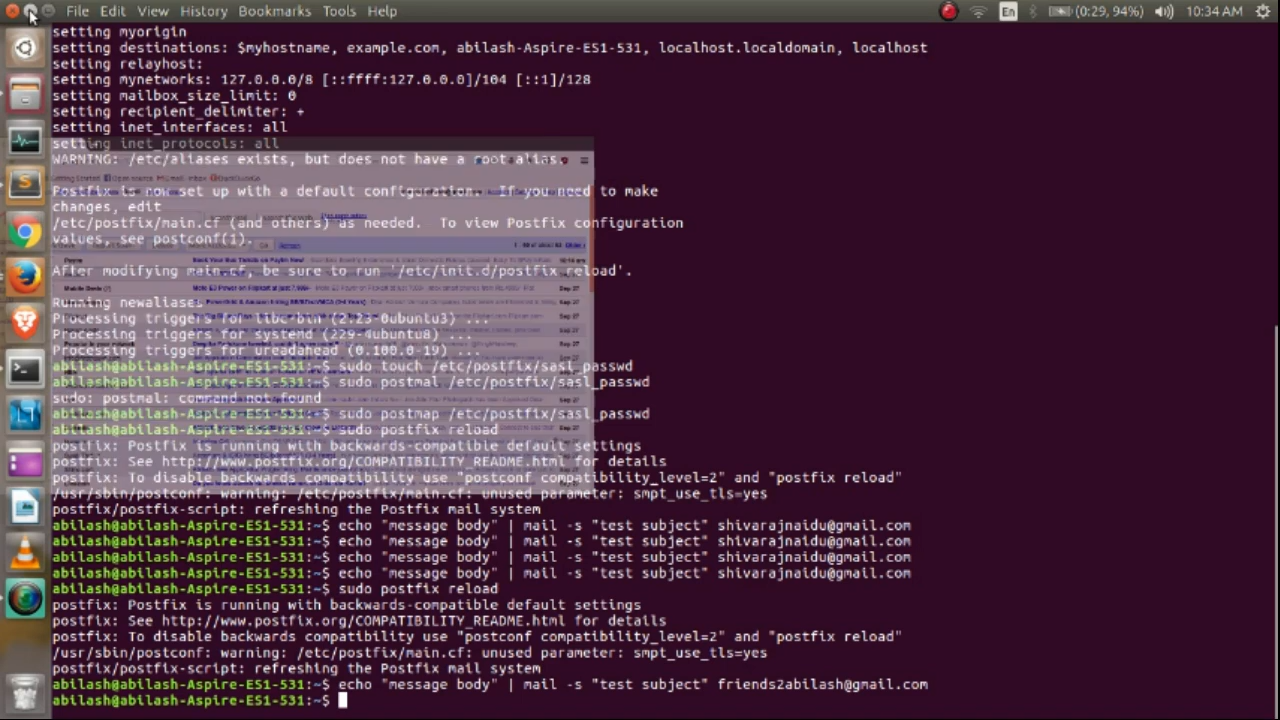 File Edit View History Bookmarks Tools Help En (0:29, 94%) 10:34 AM
setting myorigin
setting destinations: $myhostname, example.com, abilash-Aspire-ES1-531, localhost.localdomain, localhost
setting relayhost:
setting mynetworks: 127.0.0.0/8 [::ffff:127.0.0.0]/104 [::1]/128
setting mailbox_size_limit: 0
setting recipient_delimiter: +
setting inet_interfaces: all
setting inet_protocols: all
WARNING: /etc/aliases exists, but does not have a root alias.
Postfix is now set up with a default configuration.  If you need to make
changes, edit
/etc/postfix/main.cf (and others) as needed.  To view Postfix configuration
values, see postconf(1).
After modifying main.cf, be sure to run '/etc/init.d/postfix reload'.
Running newaliases
Processing triggers for libc-bin (2.23-0ubuntu3) ...
Processing triggers for systemd (229-4ubuntu8) ...
Processing triggers for ureadahead (0.100.0-19) ...
abilash@abilash-Aspire-ES1-531:~$ sudo touch /etc/postfix/sasl_passwd
abilash@abilash-Aspire-ES1-531:~$ sudo postmal /etc/postfix/sasl_passwd
sudo: postmal: command not found
abilash@abilash-Aspire-ES1-531:~$ sudo postmap /etc/postfix/sasl_passwd
abilash@abilash-Aspire-ES1-531:~$ sudo postfix reload
postfix: Postfix is running with backwards-compatible default settings
postfix: See http://www.postfix.org/COMPATIBILITY_README.html for details
postfix: To disable backwards compatibility use "postconf compatibility_level=2" and "postfix reload"
/usr/sbin/postconf: warning: /etc/postfix/main.cf: unused parameter: smpt_use_tls=yes
postfix/postfix-script: refreshing the Postfix mail system
abilash@abilash-Aspire-ES1-531:~$ echo "message body" | mail -s "test subject" shivarajnaidu@gmail.com
abilash@abilash-Aspire-ES1-531:~$ echo "message body" | mail -s "test subject" shivarajnaidu@gmail.com
abilash@abilash-Aspire-ES1-531:~$ echo "message body" | mail -s "test subject" shivarajnaidu@gmail.com
abilash@abilash-Aspire-ES1-531:~$ echo "message body" | mail -s "test subject" shivarajnaidu@gmail.com
abilash@abilash-Aspire-ES1-531:~$ sudo postfix reload
postfix: Postfix is running with backwards-compatible default settings
postfix: See http://www.postfix.org/COMPATIBILITY_README.html for details
postfix: To disable backwards compatibility use "postconf compatibility_level=2" and "postfix reload"
/usr/sbin/postconf: warning: /etc/postfix/main.cf: unused parameter: smpt_use_tls=yes
postfix/postfix-script: refreshing the Postfix mail system
abilash@abilash-Aspire-ES1-531:~$ echo "message body" | mail -s "test subject" friends2abilash@gmail.com
abilash@abilash-Aspire-ES1-531:~$